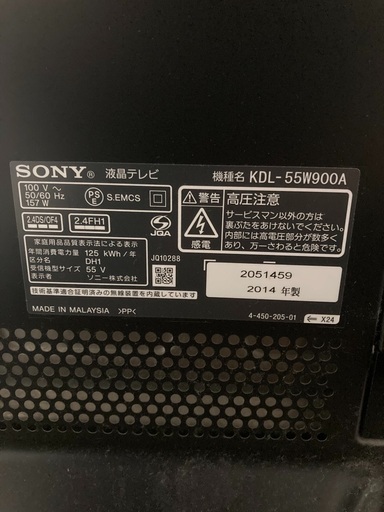 SONY® 液晶テレビ
機種名 KDL-55W900A
100 V ～
50/60 Hz
157 W
PS E
S.EMCS
2.4DS/OF4
2.4FH1
JQA
JQ10288
家庭用品品質表示法による表示
年間消費電力量 125 kWh/年
区分名 DH1
受信機型サイズ 55 V
表示者 ソニー株式会社
技術基準適合証明済みの無線装置を内蔵しています。
MADE IN MALAYSIA >PP<
警告 高圧注意
感電
サービスマン以外の方は
裏ぶたをあけないでください。
内部には高電圧部分が数多く
あり、万一さわると危険です。
2051459
2014 年製
4-450-205-01
X24